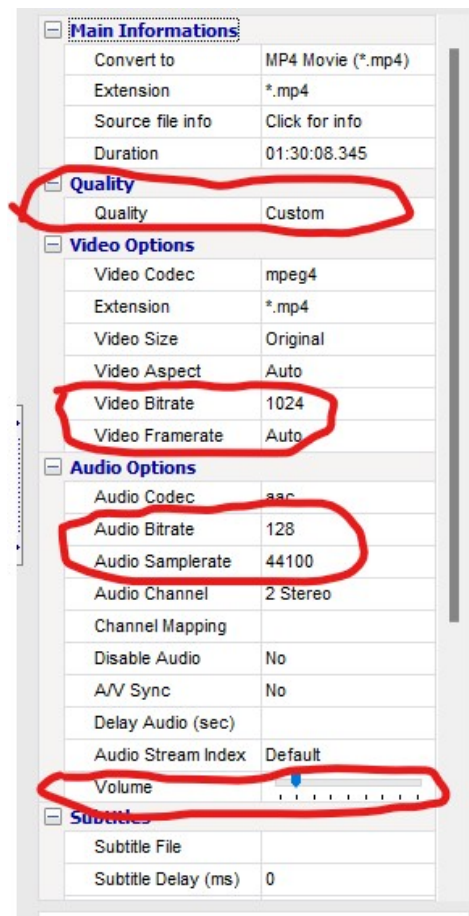 Main Informations
Convert to MP4 Movie (*.mp4)
Extension *.mp4
Source file info Click for info
Duration 01:30:08.345
Quality
Quality Custom
Video Options
Video Codec mpeg4
Extension *.mp4
Video Size Original
Video Aspect Auto
Video Bitrate 1024
Video Framerate Auto
Audio Options
Audio Codec aac
Audio Bitrate 128
Audio Samplerate 44100
Audio Channel 2 Stereo
Channel Mapping
Disable Audio No
A/V Sync No
Delay Audio (sec)
Audio Stream Index Default
Volume
Subtitles
Subtitle File
Subtitle Delay (ms) 0